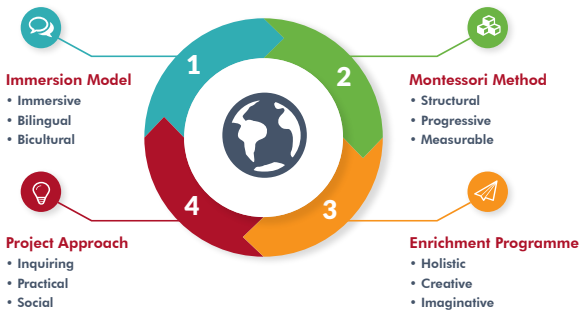 1
Immersion Model
• Immersive
• Bilingual
• Bicultural
2
Montessori Method
• Structural
• Progressive
• Measurable
3
Enrichment Programme
• Holistic
• Creative
• Imaginative
4
Project Approach
• Inquiring
• Practical
• Social